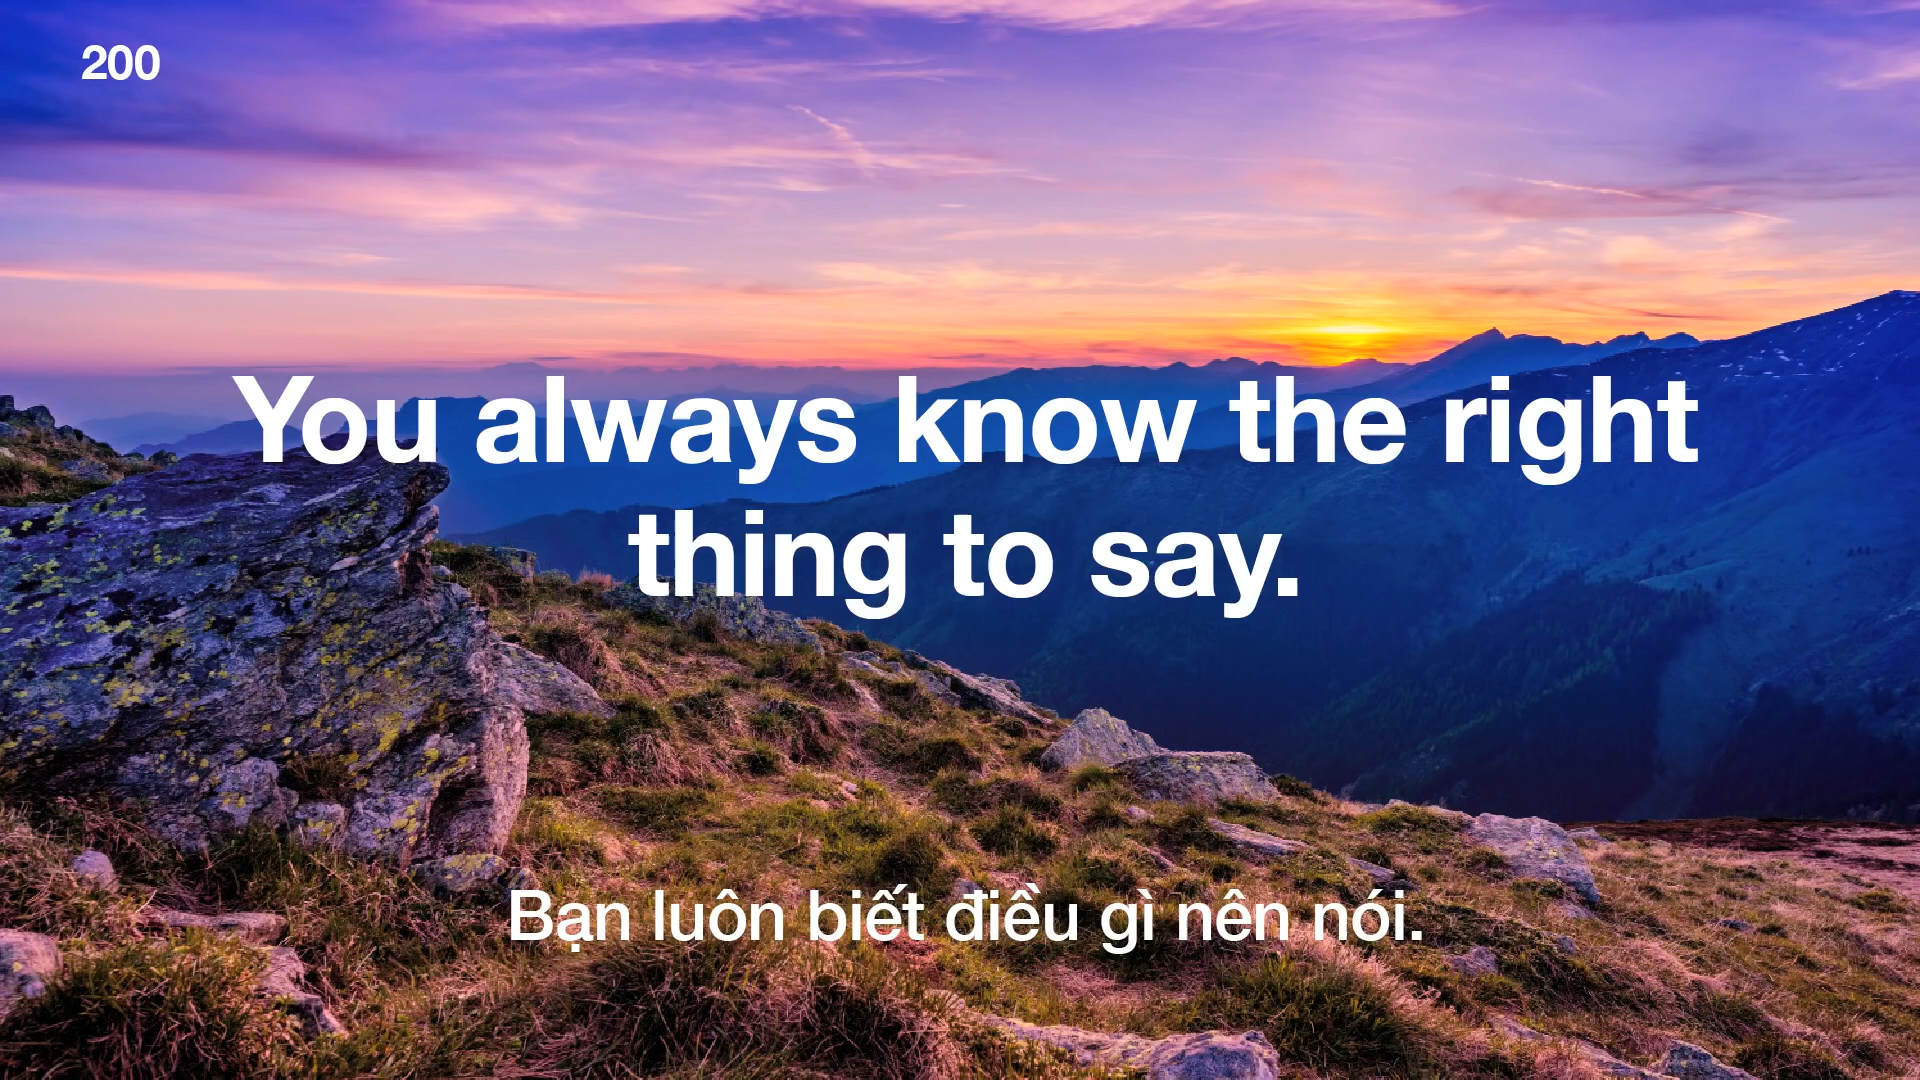 200
You always know the right
thing to say.
Bạn luôn biết điều gì nên nói.